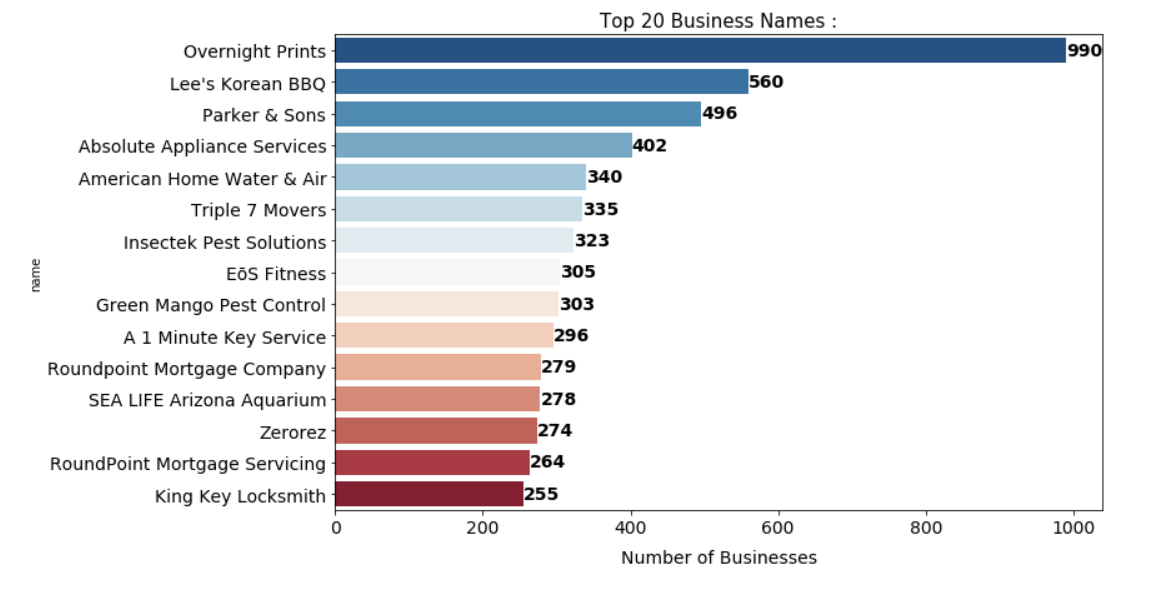 Top 20 Business Names :
Overnight Prints 990
Lee's Korean BBQ 560
Parker & Sons 496
Absolute Appliance Services 402
American Home Water & Air 340
Triple 7 Movers 335
Insectek Pest Solutions 323
name
EōS Fitness 305
Green Mango Pest Control 303
A 1 Minute Key Service 296
Roundpoint Mortgage Company 279
SEA LIFE Arizona Aquarium 278
Zerorez 274
RoundPoint Mortgage Servicing 264
King Key Locksmith 255
0 200 400 600 800 1000
Number of Businesses